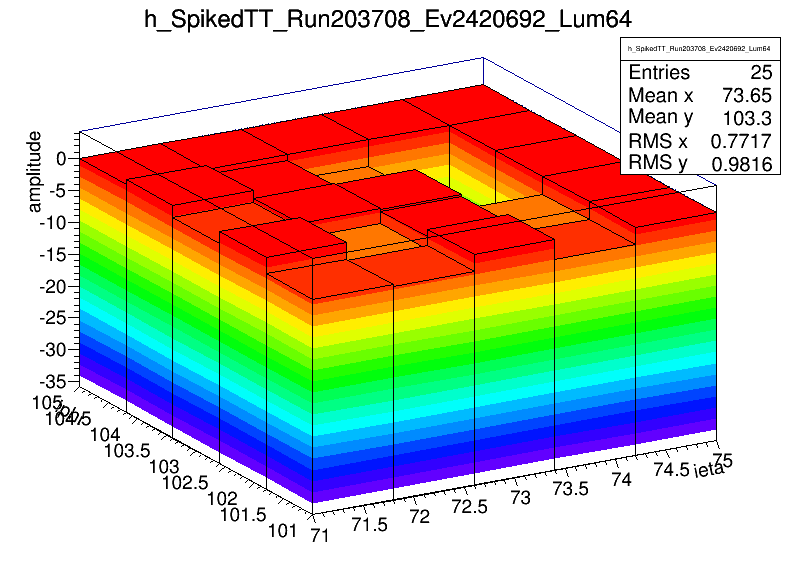 h_SpikedTT_Run203708_Ev2420692_Lum64
h_SpikedTT_Run203708_Ev2420692_Lum64
Entries 25
Mean x 73.65
Mean y 103.3
RMS x 0.7717
RMS y 0.9816
amplitude
0
-5
-10
-15
-20
-25
-30
-35
105
104.5
104
103.5
103
102.5
102
101.5
101
71
71.5
72
72.5
73
73.5
74
74.5
75
ieta